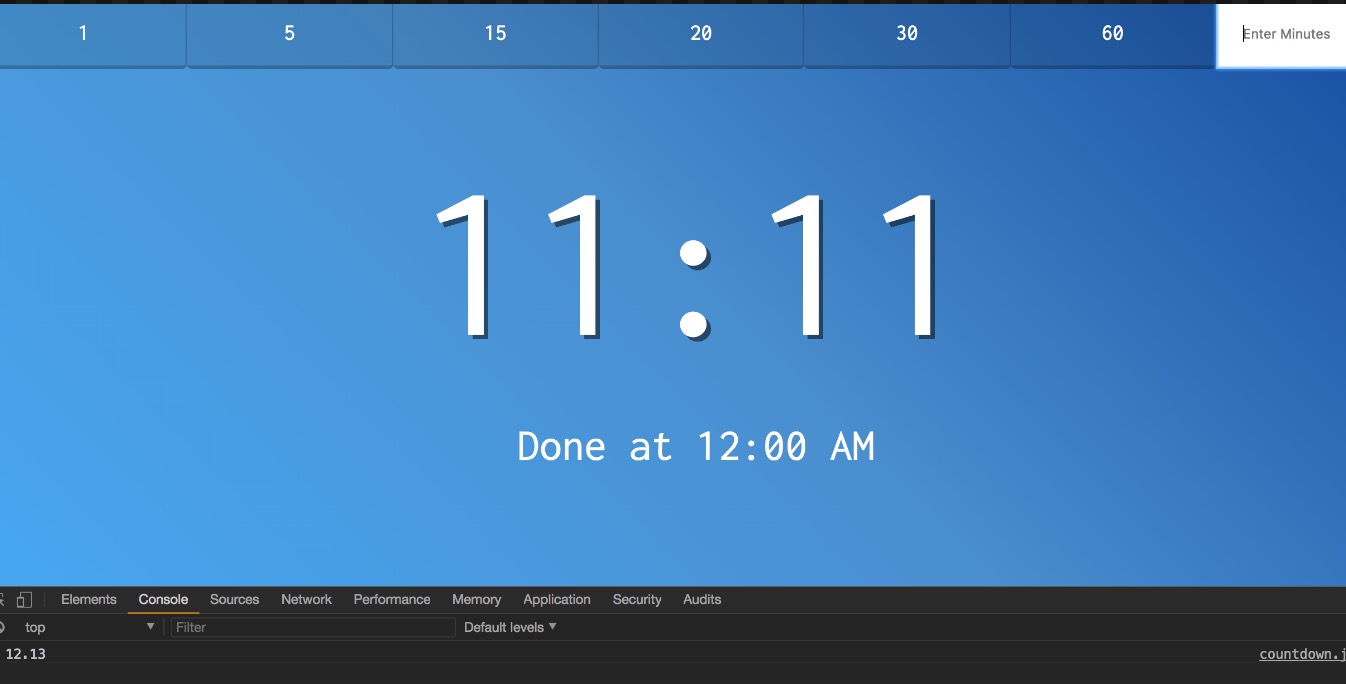 1 5 15 20 30 60 Enter Minutes
11:11
Done at 12:00 AM
Elements Console Sources Network Performance Memory Application Security Audits
top Filter Default levels
12.13 countdown.j